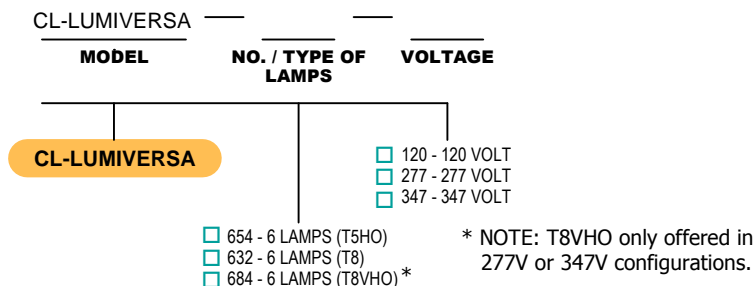 CL-LUMIVERSA — —
MODEL NO. / TYPE OF LAMPS VOLTAGE
CL-LUMIVERSA
120 - 120 VOLT
277 - 277 VOLT
347 - 347 VOLT
654 - 6 LAMPS (T5HO)
632 - 6 LAMPS (T8)
684 - 6 LAMPS (T8VHO) *
* NOTE: T8VHO only offered in
277V or 347V configurations.